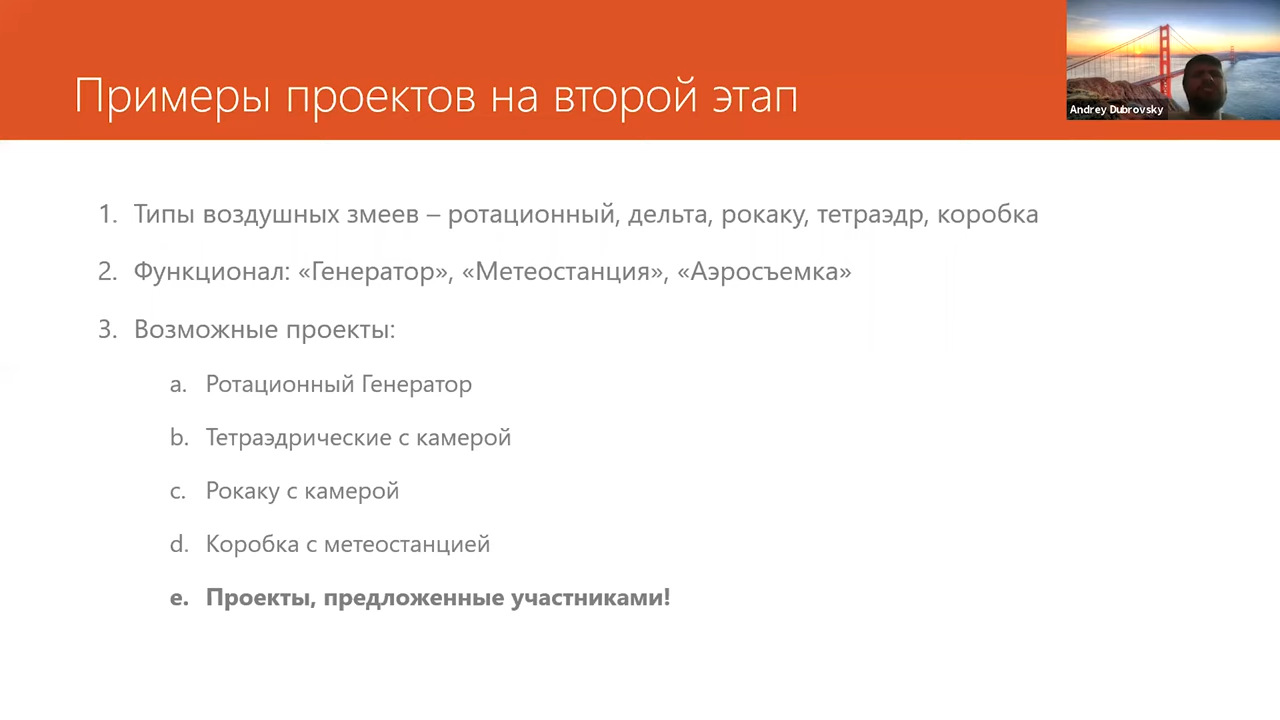 Примеры проектов на второй этап
Andrey Dubrovsky
1. Типы воздушных змеев – ротационный, дельта, рокаку, тетраэдр, коробка
2. Функционал: «Генератор», «Метеостанция», «Аэросъемка»
3. Возможные проекты:
a. Ротационный Генератор
b. Тетраэдрические с камерой
c. Рокаку с камерой
d. Коробка с метеостанцией
e. Проекты, предложенные участниками!